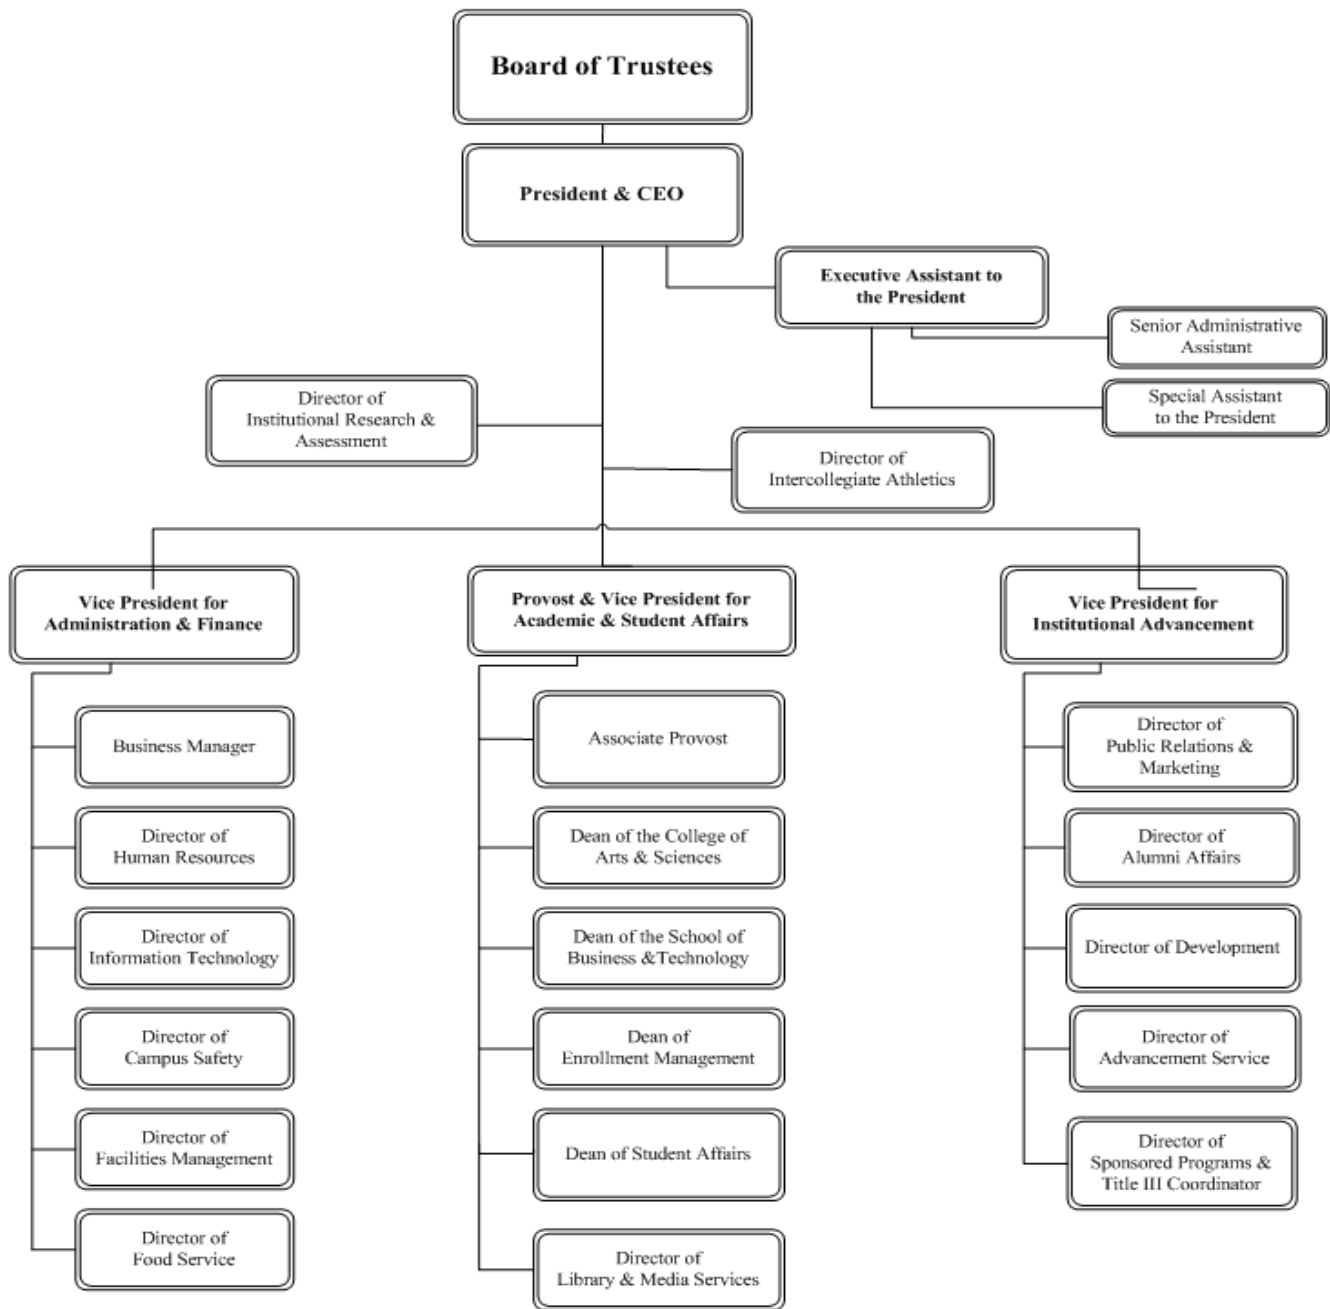 Board of Trustees
President & CEO
Executive Assistant to
the President
Senior Administrative
Assistant
Special Assistant
to the President
Director of
Institutional Research &
Assessment
Director of
Intercollegiate Athletics
Vice President for
Administration & Finance
Business Manager
Director of
Human Resources
Director of
Information Technology
Director of
Campus Safety
Director of
Facilities Management
Director of
Food Service
Provost & Vice President for
Academic & Student Affairs
Associate Provost
Dean of the College of
Arts & Sciences
Dean of the School of
Business &Technology
Dean of
Enrollment Management
Dean of Student Affairs
Director of
Library & Media Services
Vice President for
Institutional Advancement
Director of
Public Relations &
Marketing
Director of
Alumni Affairs
Director of Development
Director of
Advancement Service
Director of
Sponsored Programs &
Title III Coordinator